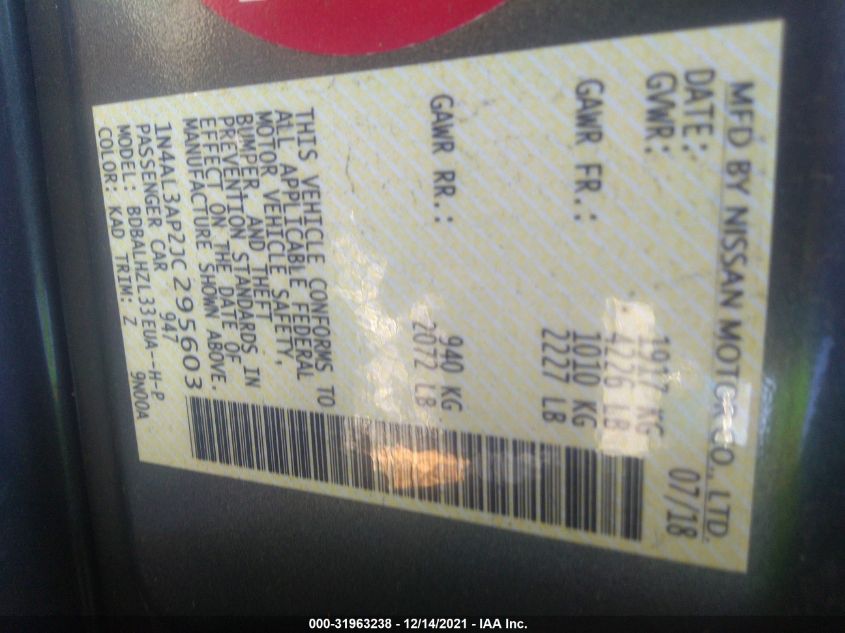 MFD BY NISSAN MOTOR CO., LTD.
DATE: 07/18
GVWR: 1917 KG
4226 LB
GAWR FR.: 1010 KG
2227 LB
GAWR RR.: 940 KG
2072 LB
THIS VEHICLE CONFORMS TO
ALL APPLICABLE FEDERAL
MOTOR VEHICLE SAFETY,
BUMPER, AND THEFT
PREVENTION STANDARDS IN
EFFECT ON THE DATE OF
MANUFACTURE SHOWN ABOVE.
1N4AL3AP2JC295603
PASSENGER CAR 947
MODEL: BDBALHZL33EUA--H-P
COLOR: KAD TRIM: Z 9N00A
000-31963238 - 12/14/2021 - IAA Inc.